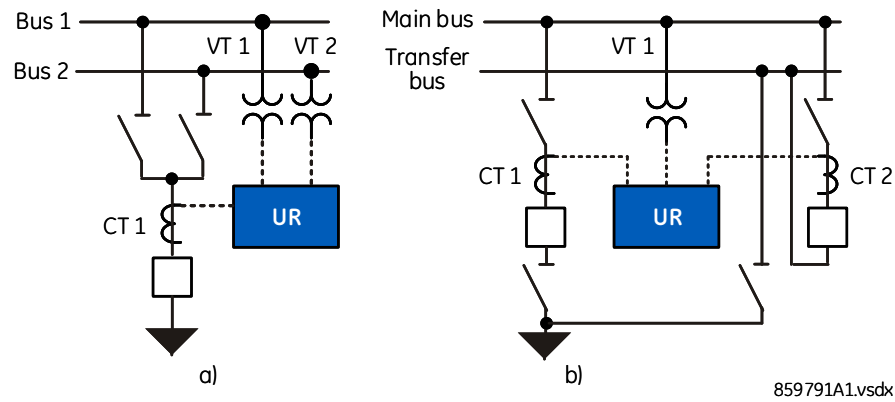 Bus 1
VT 1
VT 2
Bus 2
CT 1
UR
a)
Main bus
VT 1
Transfer
bus
CT 1
UR
CT 2
b)
859791A1.vsdx